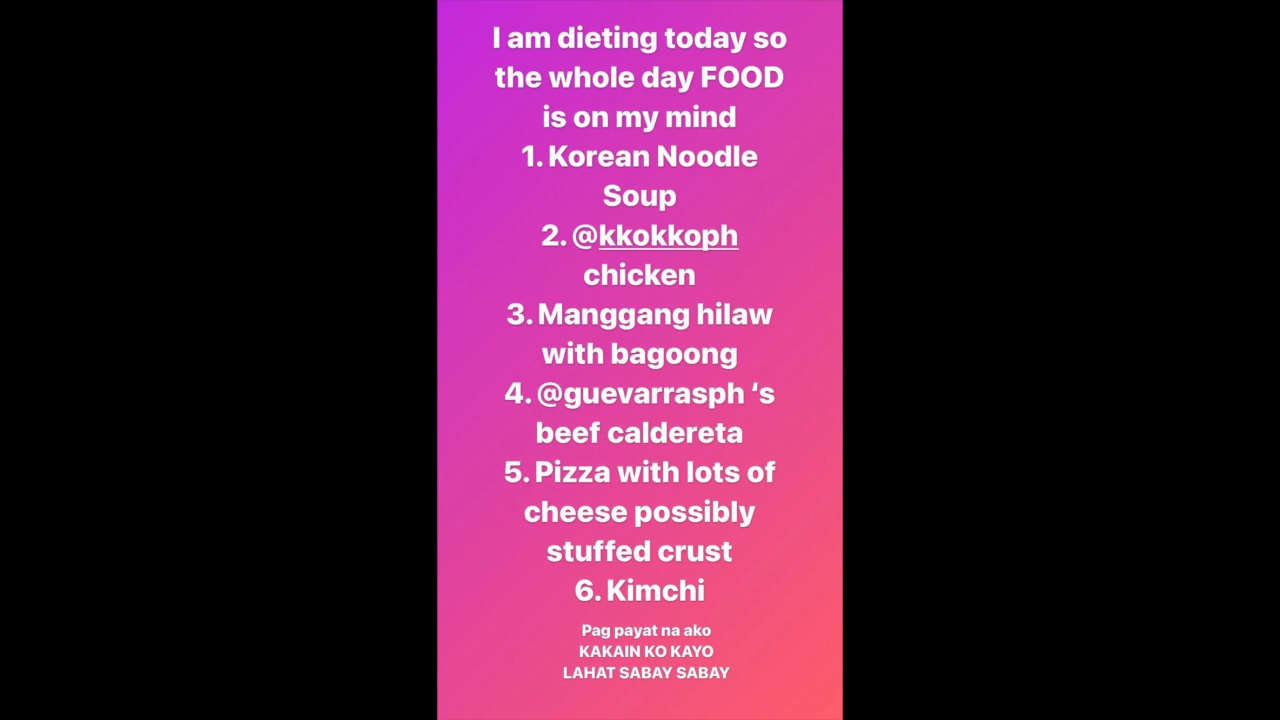 I am dieting today so
the whole day FOOD
is on my mind
1. Korean Noodle
Soup
2. @kkokkoph
chicken
3. Manggang hilaw
with bagoong
4. @guevarrasph ‘s
beef caldereta
5. Pizza with lots of
cheese possibly
stuffed crust
6. Kimchi
Pag payat na ako
KAKAIN KO KAYO
LAHAT SABAY SABAY